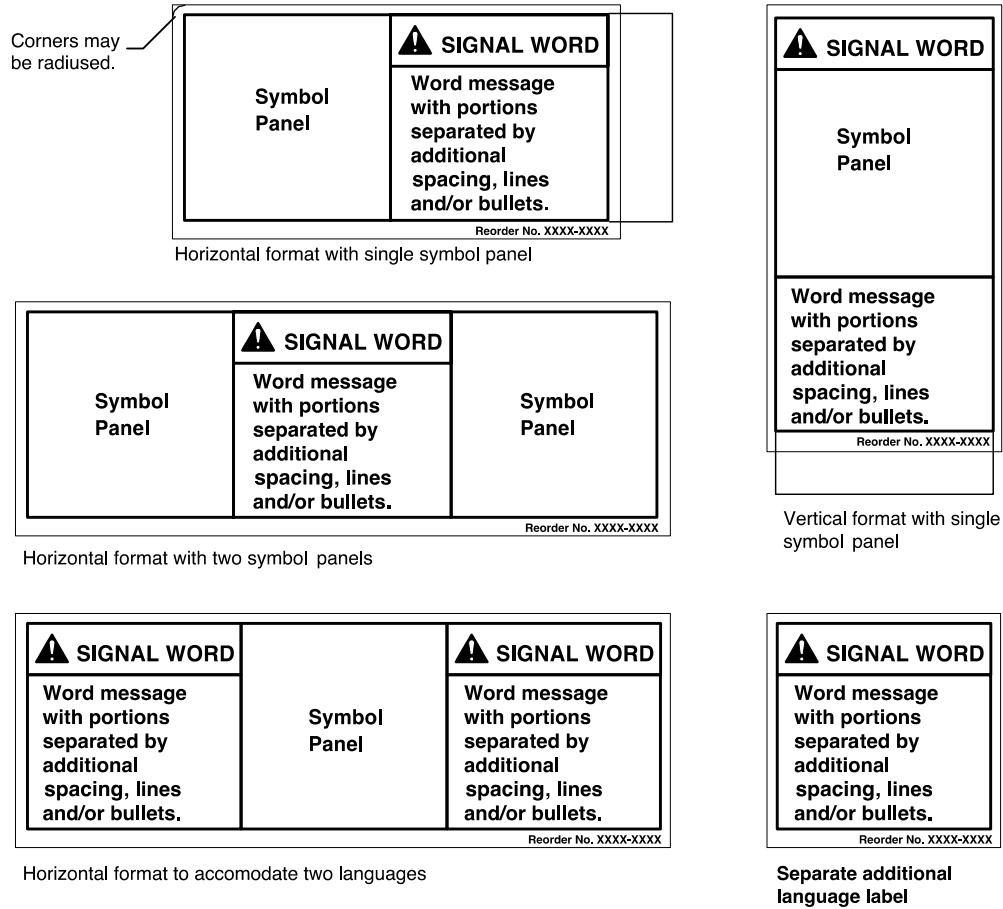 Corners may
be radiused.
SIGNAL WORD
Symbol
Panel
Word message
with portions
separated by
additional
spacing, lines
and/or bullets.
Reorder No. XXXX-XXXX
Horizontal format with single symbol panel
SIGNAL WORD
Symbol
Panel
Word message
with portions
separated by
additional
spacing, lines
and/or bullets.
Reorder No. XXXX-XXXX
Vertical format with single
symbol panel
Symbol
Panel
SIGNAL WORD
Word message
with portions
separated by
additional
spacing, lines
and/or bullets.
Symbol
Panel
Reorder No. XXXX-XXXX
Horizontal format with two symbol panels
SIGNAL WORD
Word message
with portions
separated by
additional
spacing, lines
and/or bullets.
Symbol
Panel
SIGNAL WORD
Word message
with portions
separated by
additional
spacing, lines
and/or bullets.
Reorder No. XXXX-XXXX
Horizontal format to accomodate two languages
SIGNAL WORD
Word message
with portions
separated by
additional
spacing, lines
and/or bullets.
Reorder No. XXXX-XXXX
Separate additional
language label